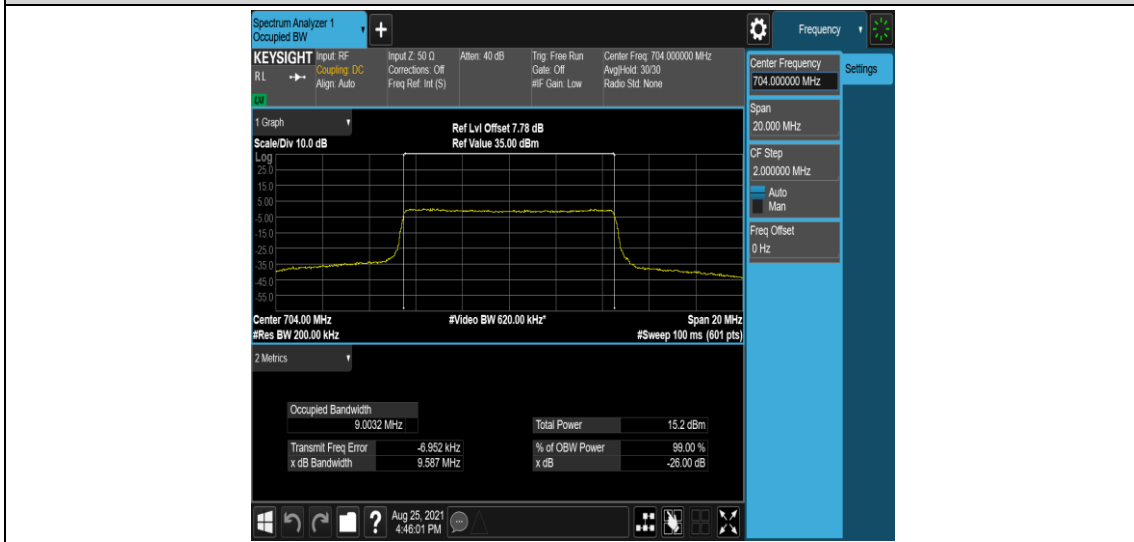 Spectrum Analyzer 1
Occupied BW
+
Frequency
KEYSIGHT
RL
Input: RF
Coupling: DC
Align: Auto
Input Z: 50 Ω
Corrections: Off
Freq Ref: Int (S)
Atten: 40 dB
Trig: Free Run
Gate: Off
#IF Gain: Low
Center Freq: 704.000000 MHz
Avg|Hold: 30/30
Radio Std: None
Center Frequency
704.000000 MHz
Settings
Span
20.000 MHz
CF Step
2.000000 MHz
Auto
Man
Freq Offset
0 Hz
1 Graph
Scale/Div 10.0 dB
Ref Lvl Offset 7.78 dB
Ref Value 35.00 dBm
Log
25.0
15.0
5.00
-5.00
-15.0
-25.0
-35.0
-45.0
-55.0
Center 704.00 MHz
#Video BW 620.00 kHz*
Span 20 MHz
#Res BW 200.00 kHz
#Sweep 100 ms (601 pts)
2 Metrics
Occupied Bandwidth
9.0032 MHz
Total Power 15.2 dBm
Transmit Freq Error -6.952 kHz
% of OBW Power 99.00 %
x dB Bandwidth 9.587 MHz
x dB -26.00 dB
?
Aug 25, 2021
4:46:01 PM